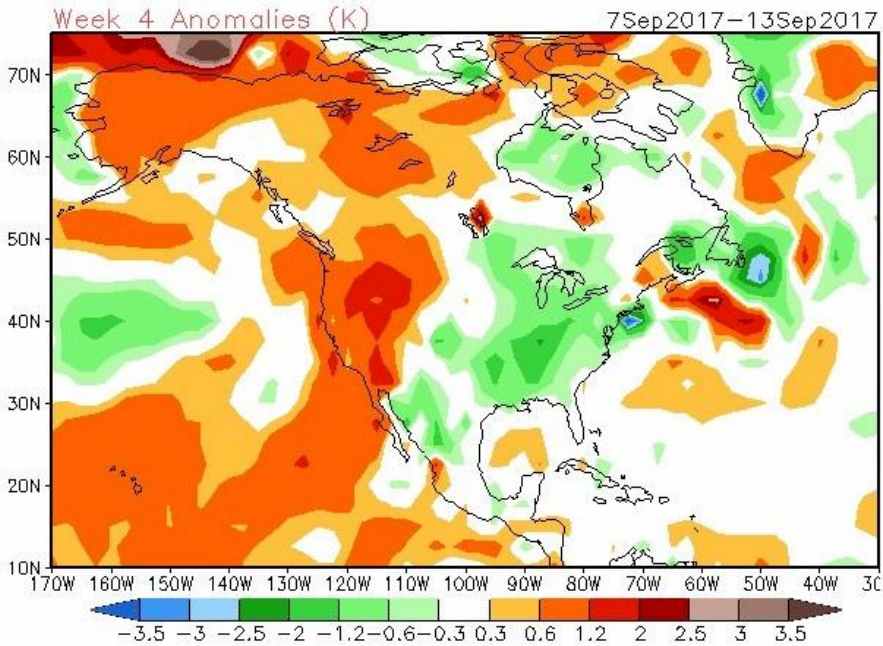 Week 4 Anomalies (K) 7Sep2017-13Sep2017
70N
60N
50N
40N
30N
20N
10N
170W 160W 150W 140W 130W 120W 110W 100W 90W 80W 70W 60W 50W 40W 30
-3.5 -3 -2.5 -2 -1.2 -0.6 -0.3 0.3 0.6 1.2 2 2.5 3 3.5